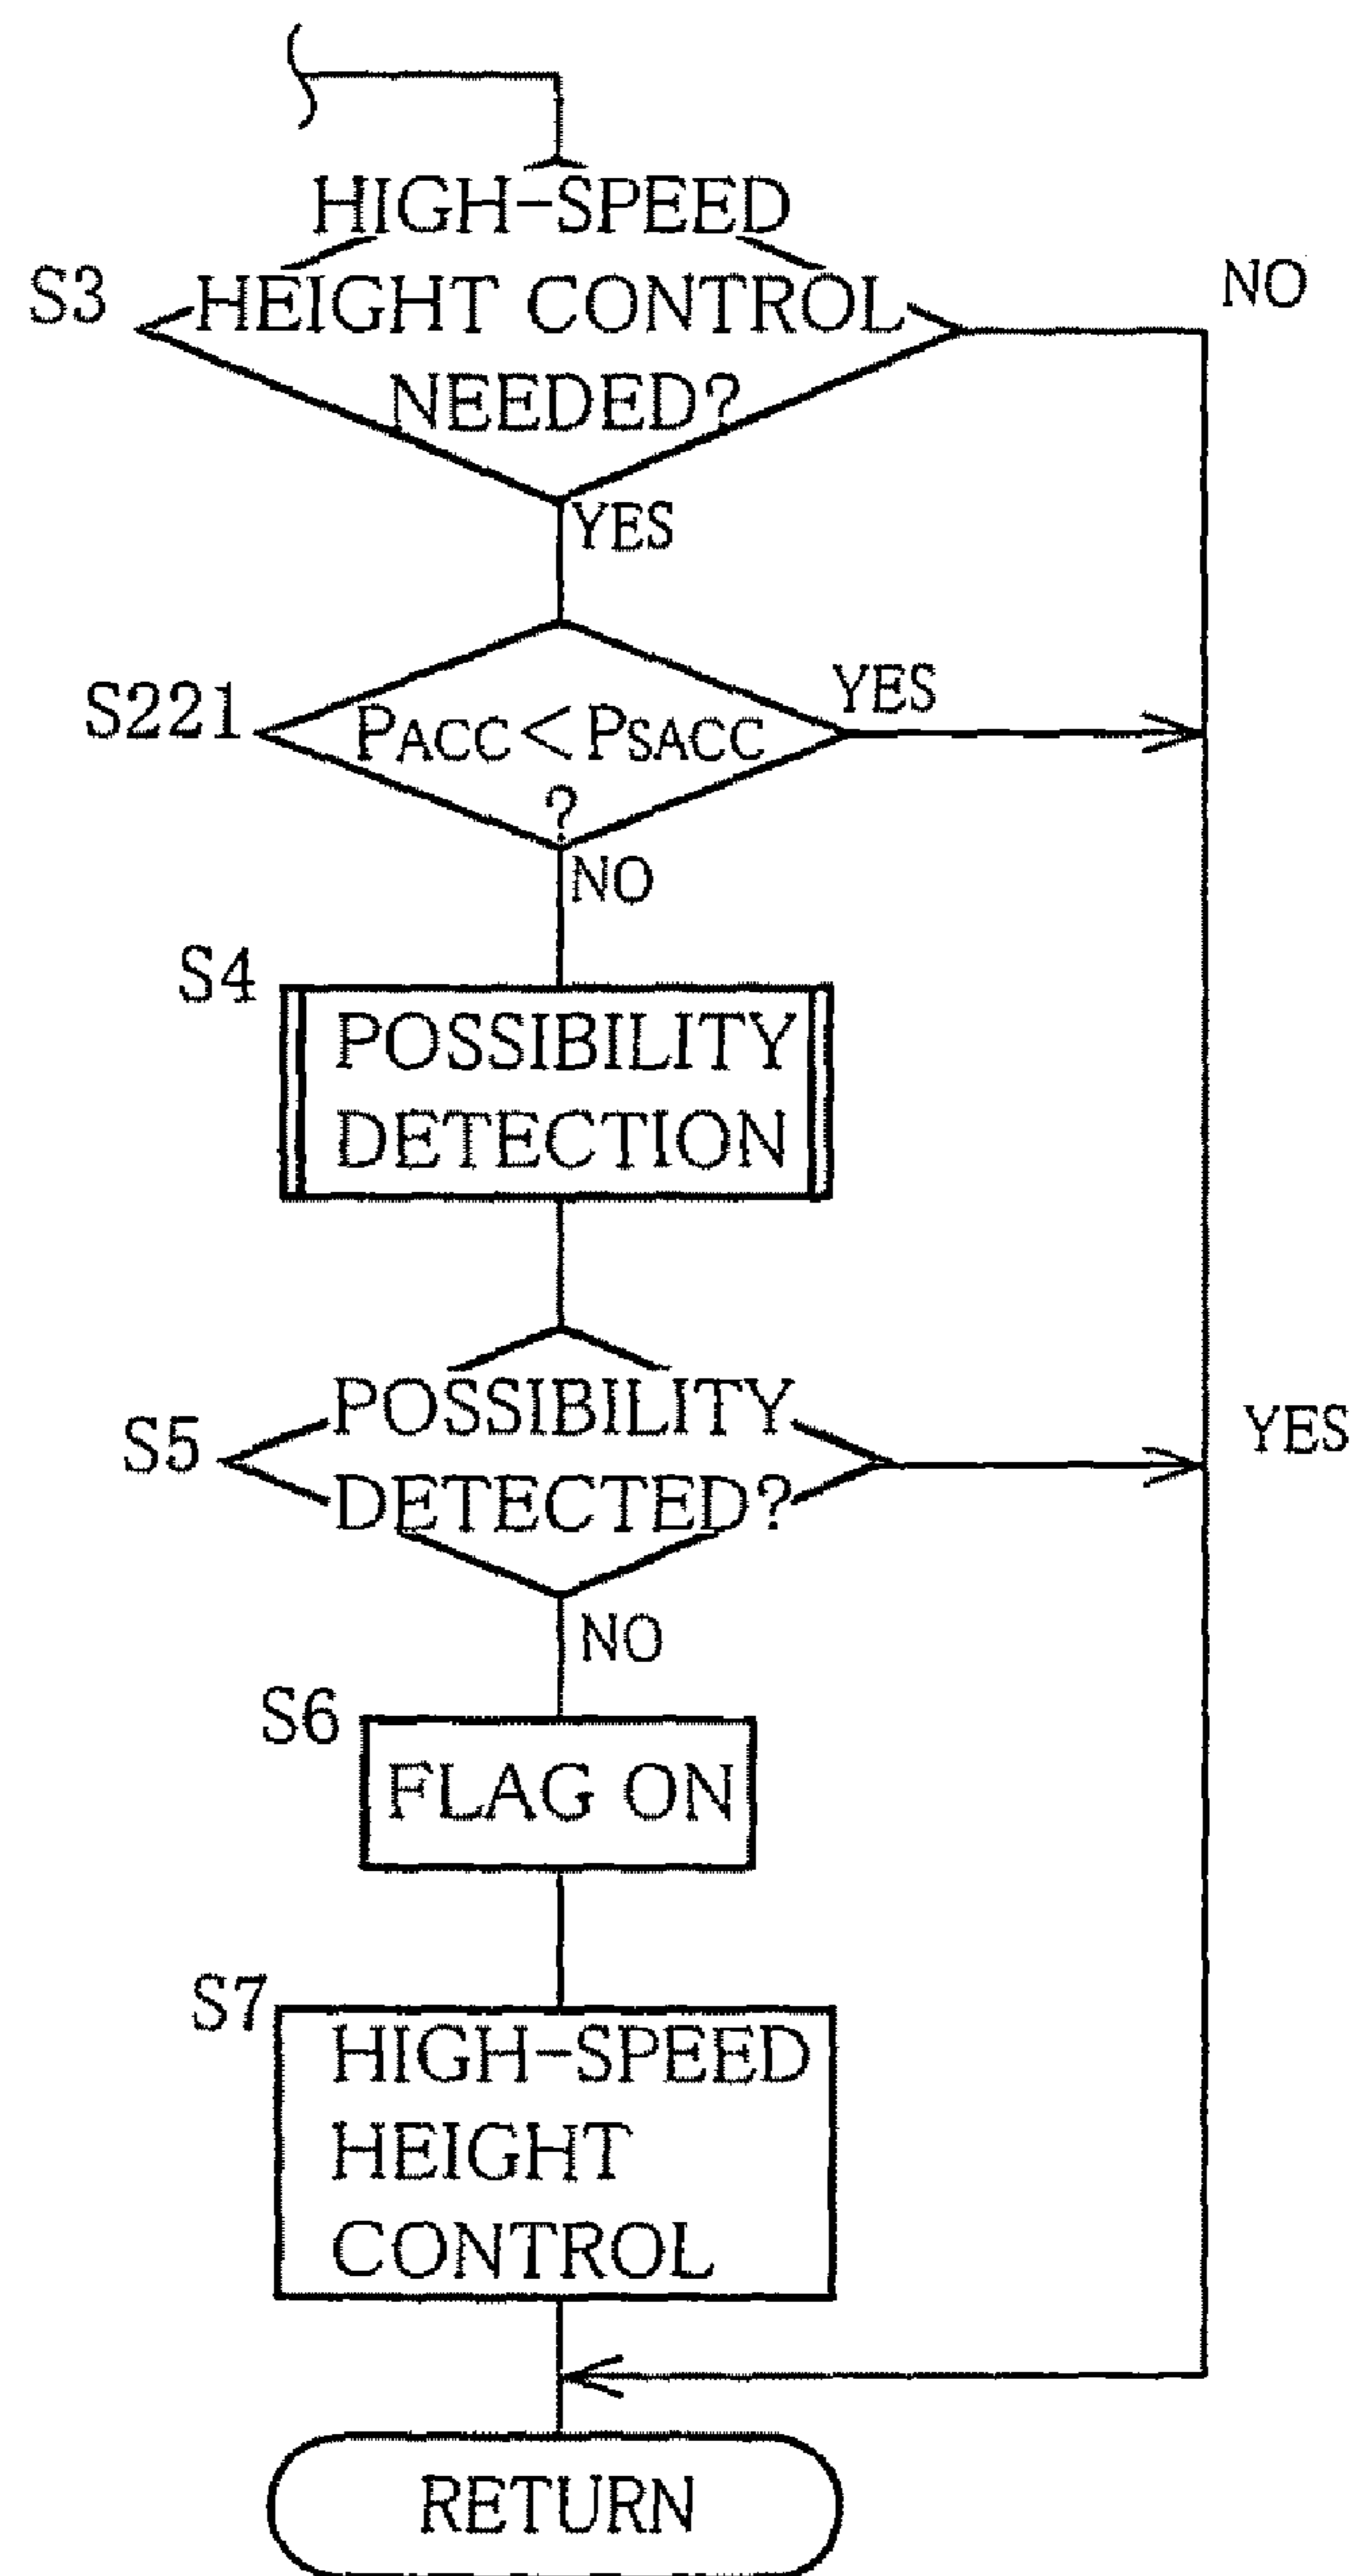 HIGH-SPEED
S3 HEIGHT CONTROL NO
NEEDED?
YES
S221 PACC<PSACC YES
?
NO
S4 POSSIBILITY
DETECTION
POSSIBILITY YES
S5 DETECTED?
NO
S6 FLAG ON
S7 HIGH-SPEED
HEIGHT
CONTROL
RETURN